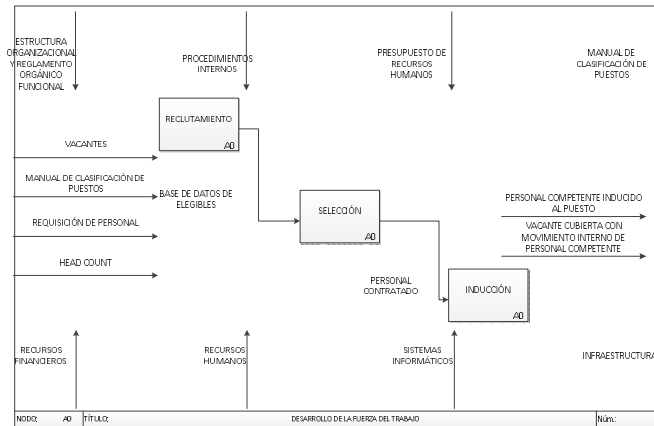 ESTRUCTURA
ORGANIZACIONAL
Y REGLAMENTO
ORGÁNICO
FUNCIONAL
PROCEDIMIENTOS
INTERNOS
PRESUPUESTO DE
RECURSOS
HUMANOS
MANUAL DE
CLASIFICACIÓN DE
PUESTOS
RECLUTAMIENTO
A0
VACANTES
MANUAL DE CLASIFICACIÓN DE
PUESTOS
BASE DE DATOS DE
ELEGIBLES
REQUISICIÓN DE PERSONAL
HEAD COUNT
SELECCIÓN
A0
PERSONAL COMPETENTE INDUCIDO
AL PUESTO
VACANTE CUBIERTA CON
MOVIMIENTO INTERNO DE
PERSONAL COMPETENTE
PERSONAL
CONTRATADO
INDUCCIÓN
A0
RECURSOS
FINANCIEROS
RECURSOS
HUMANOS
SISTEMAS
INFORMÁTICOS
INFRAESTRUCTURA
NODO: A0 TÍTULO: DESARROLLO DE LA FUERZA DEL TRABAJO Núm.: